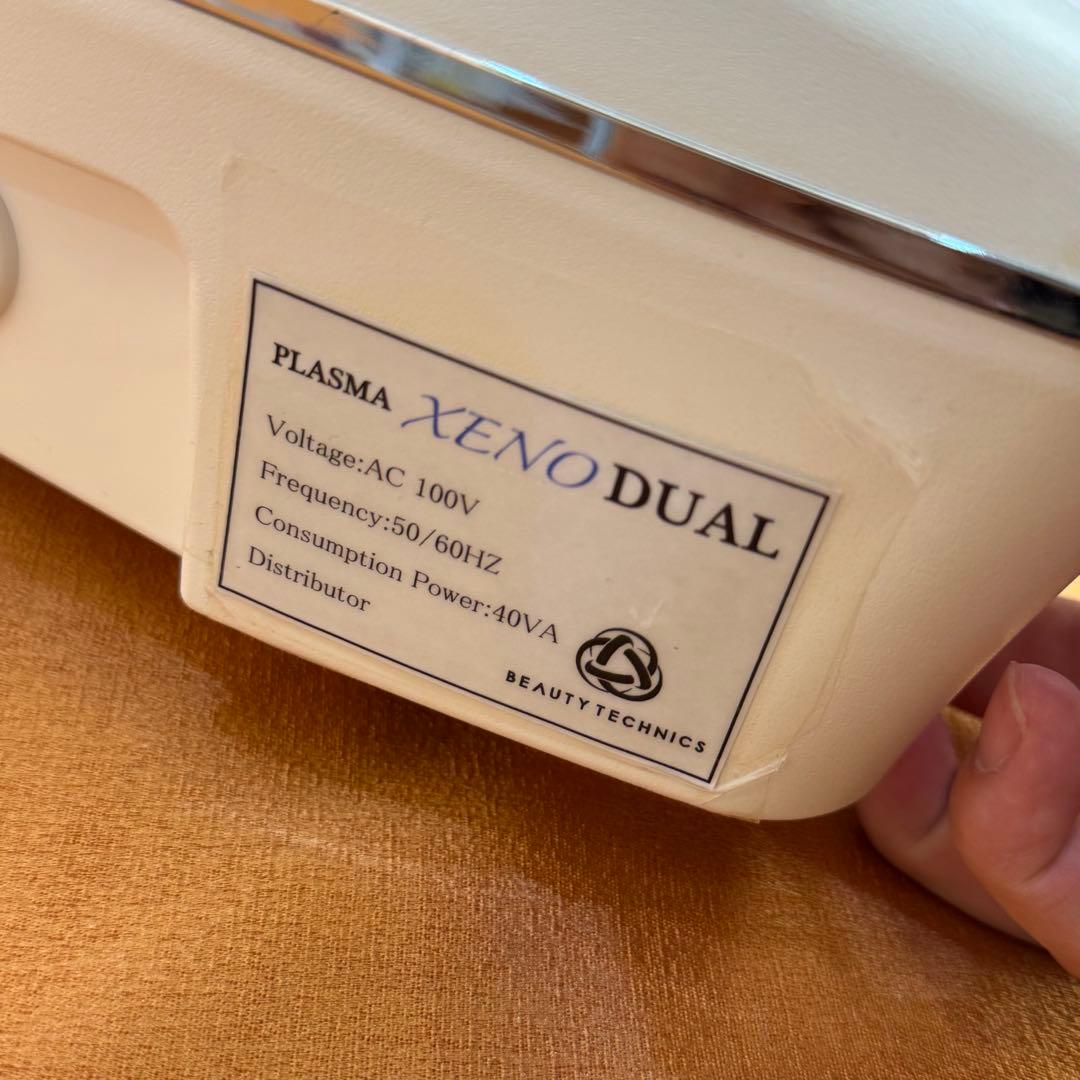 PLASMA XENO DUAL
Voltage:AC 100V
Frequency:50/60HZ
Consumption Power:40VA
Distributor
BEAUTY TECHNICS